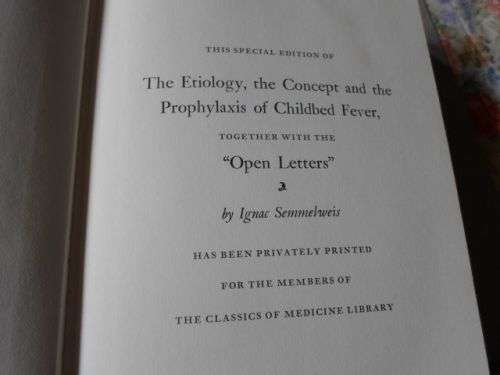 THIS SPECIAL EDITION OF
The Etiology, the Concept and the
Prophylaxis of Childbed Fever,
TOGETHER WITH THE
"Open Letters"
by Ignac Semmelweis
HAS BEEN PRIVATELY PRINTED
FOR THE MEMBERS OF
THE CLASSICS OF MEDICINE LIBRARY